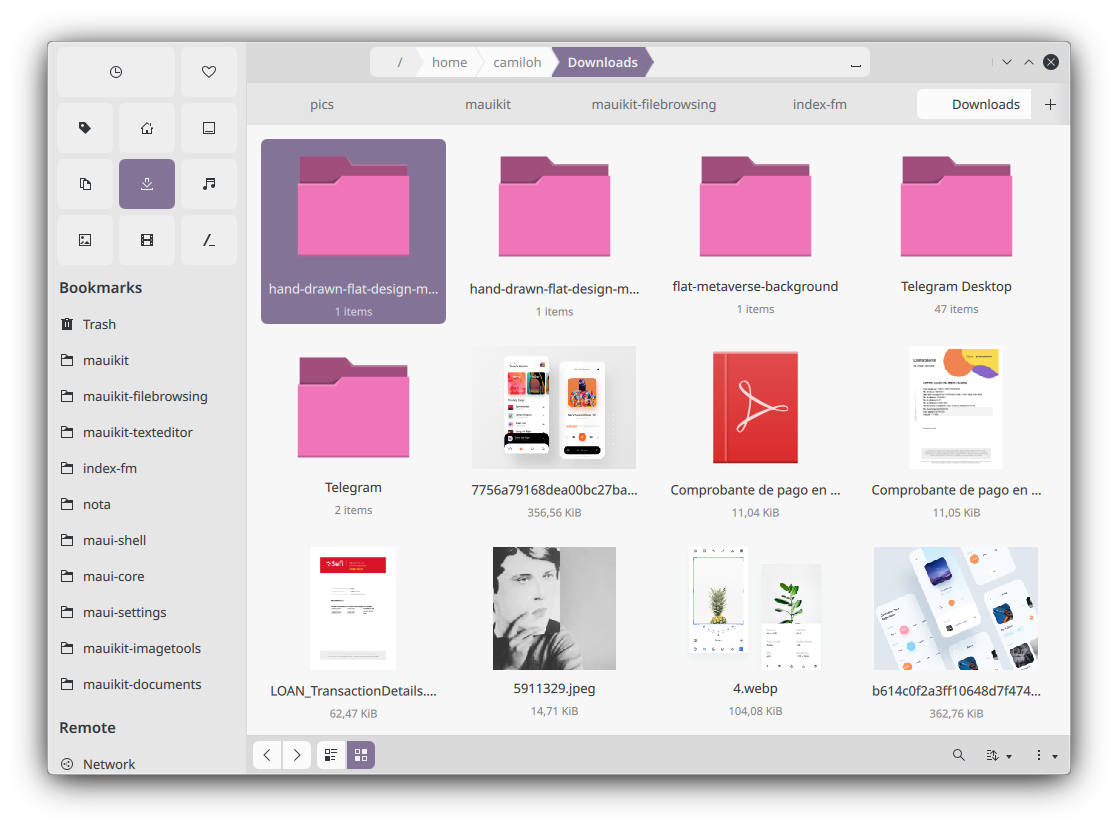 / home camiloh Downloads
pics mauikit mauikit-filebrowsing index-fm Downloads
Bookmarks
Trash
mauikit
mauikit-filebrowsing
mauikit-texteditor
index-fm
nota
maui-shell
maui-core
maui-settings
mauikit-imagetools
mauikit-documents
Remote
Network
hand-drawn-flat-design-m...
1 items
hand-drawn-flat-design-m...
1 items
flat-metaverse-background
1 items
Telegram Desktop
47 items
Telegram
2 items
7756a79168dea00bc27ba...
356,56 KiB
Comprobante de pago en ...
11,04 KiB
Comprobante de pago en ...
11,05 KiB
LOAN_TransactionDetails....
62,47 KiB
5911329.jpeg
14,71 KiB
4.webp
104,08 KiB
b614c0f2a3ff10648d7f474...
362,76 KiB